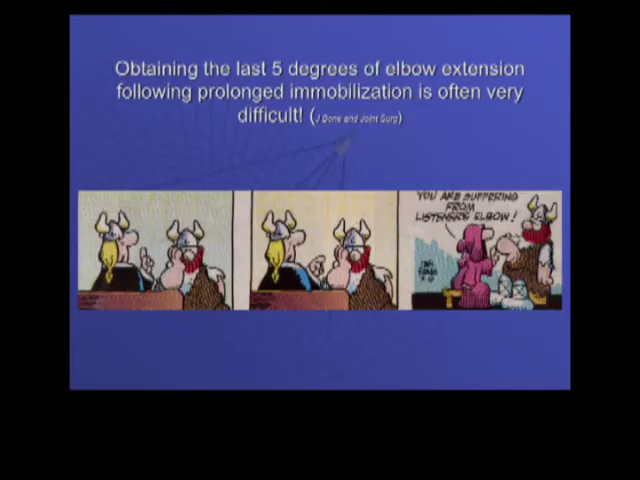 Obtaining the last 5 degrees of elbow extension
following prolonged immobilization is often very
difficult! (J Bone and Joint Surg)
YOU ARE SUFFERING
FROM
LISTENER'S ELBOW!